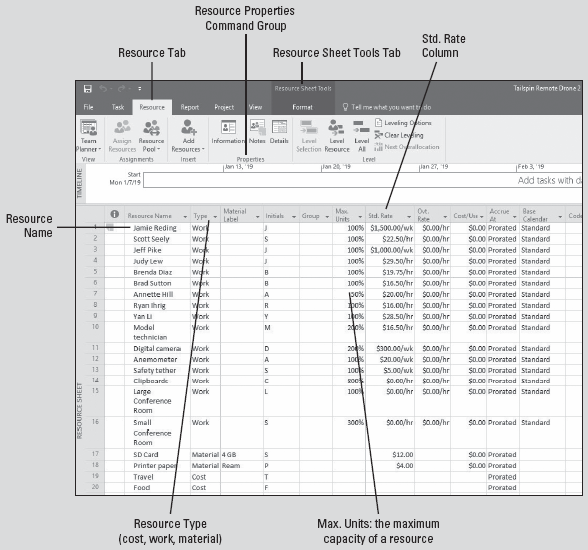 Resource Properties
Command Group
Std. Rate
Column
Resource Tab
Resource Sheet Tools Tab
Resource Sheet Tools
Tailspin Remote Drone 2
File Task Resource Report Project View Format Tell me what you want to do
Team Planner Assign Resources Resource Pool Add Resources Information Notes Details Level Selection Level Resource Level All Leveling Options
Clear Leveling
Next Overallocation
View Assignments Insert Properties Level
TIMELINE
Jan 13, '19 Jan 20, '19 Jan 27, '19 Feb 3, '19
Start
Mon 1/7/19
Add tasks with d
Resource
Name
RESOURCE SHEET
Resource Name Type Material Label Initials Group Max. Units Std. Rate Ovt. Rate Cost/Use Accrue At Base Calendar Code
1 Jamie Reding Work J 100% $1,500.00/wk $0.00/hr $0.00 Prorated Standard
2 Scott Seely Work S 100% $22.50/hr $0.00/hr $0.00 Prorated Standard
3 Jeff Pike Work J 100% $1,000.00/wk $0.00/hr $0.00 Prorated Standard
4 Judy Lew Work J 100% $29.50/hr $0.00/hr $0.00 Prorated Standard
5 Brenda Diaz Work B 100% $19.75/hr $0.00/hr $0.00 Prorated Standard
6 Brad Sutton Work B 100% $16.50/hr $0.00/hr $0.00 Prorated Standard
7 Annette Hill Work A 50% $20.00/hr $0.00/hr $0.00 Prorated Standard
8 Ryan Ihrig Work R 100% $16.00/hr $0.00/hr $0.00 Prorated Standard
9 Yan Li Work Y 100% $28.50/hr $0.00/hr $0.00 Prorated Standard
10 Model Work M 200% $16.50/hr $0.00/hr $0.00 Prorated Standard
technician
11 Digital camera Work D 200% $300.00/wk $0.00/hr $0.00 Prorated Standard
12 Anemometer Work A 100% $20.00/wk $0.00/hr $0.00 Prorated Standard
13 Safety tether Work S 100% $5.00/wk $0.00/hr $0.00 Prorated Standard
14 Clipboards Work C $0.00/hr $0.00/hr $0.00 Prorated Standard
15 Large Work L 100% $0.00/hr $0.00/hr $0.00 Prorated Standard
Conference
Room
16 Small Work S 300% $0.00/hr $0.00/hr $0.00 Prorated Standard
Conference
Room
17 SD Card Material 4 GB S $12.00 $0.00 Prorated
18 Printer paper Material Ream P $4.00 $0.00 Prorated
19 Travel Cost T Prorated
20 Food Cost F Prorated
Resource Type
(cost, work, material)
Max. Units: the maximum
capacity of a resource